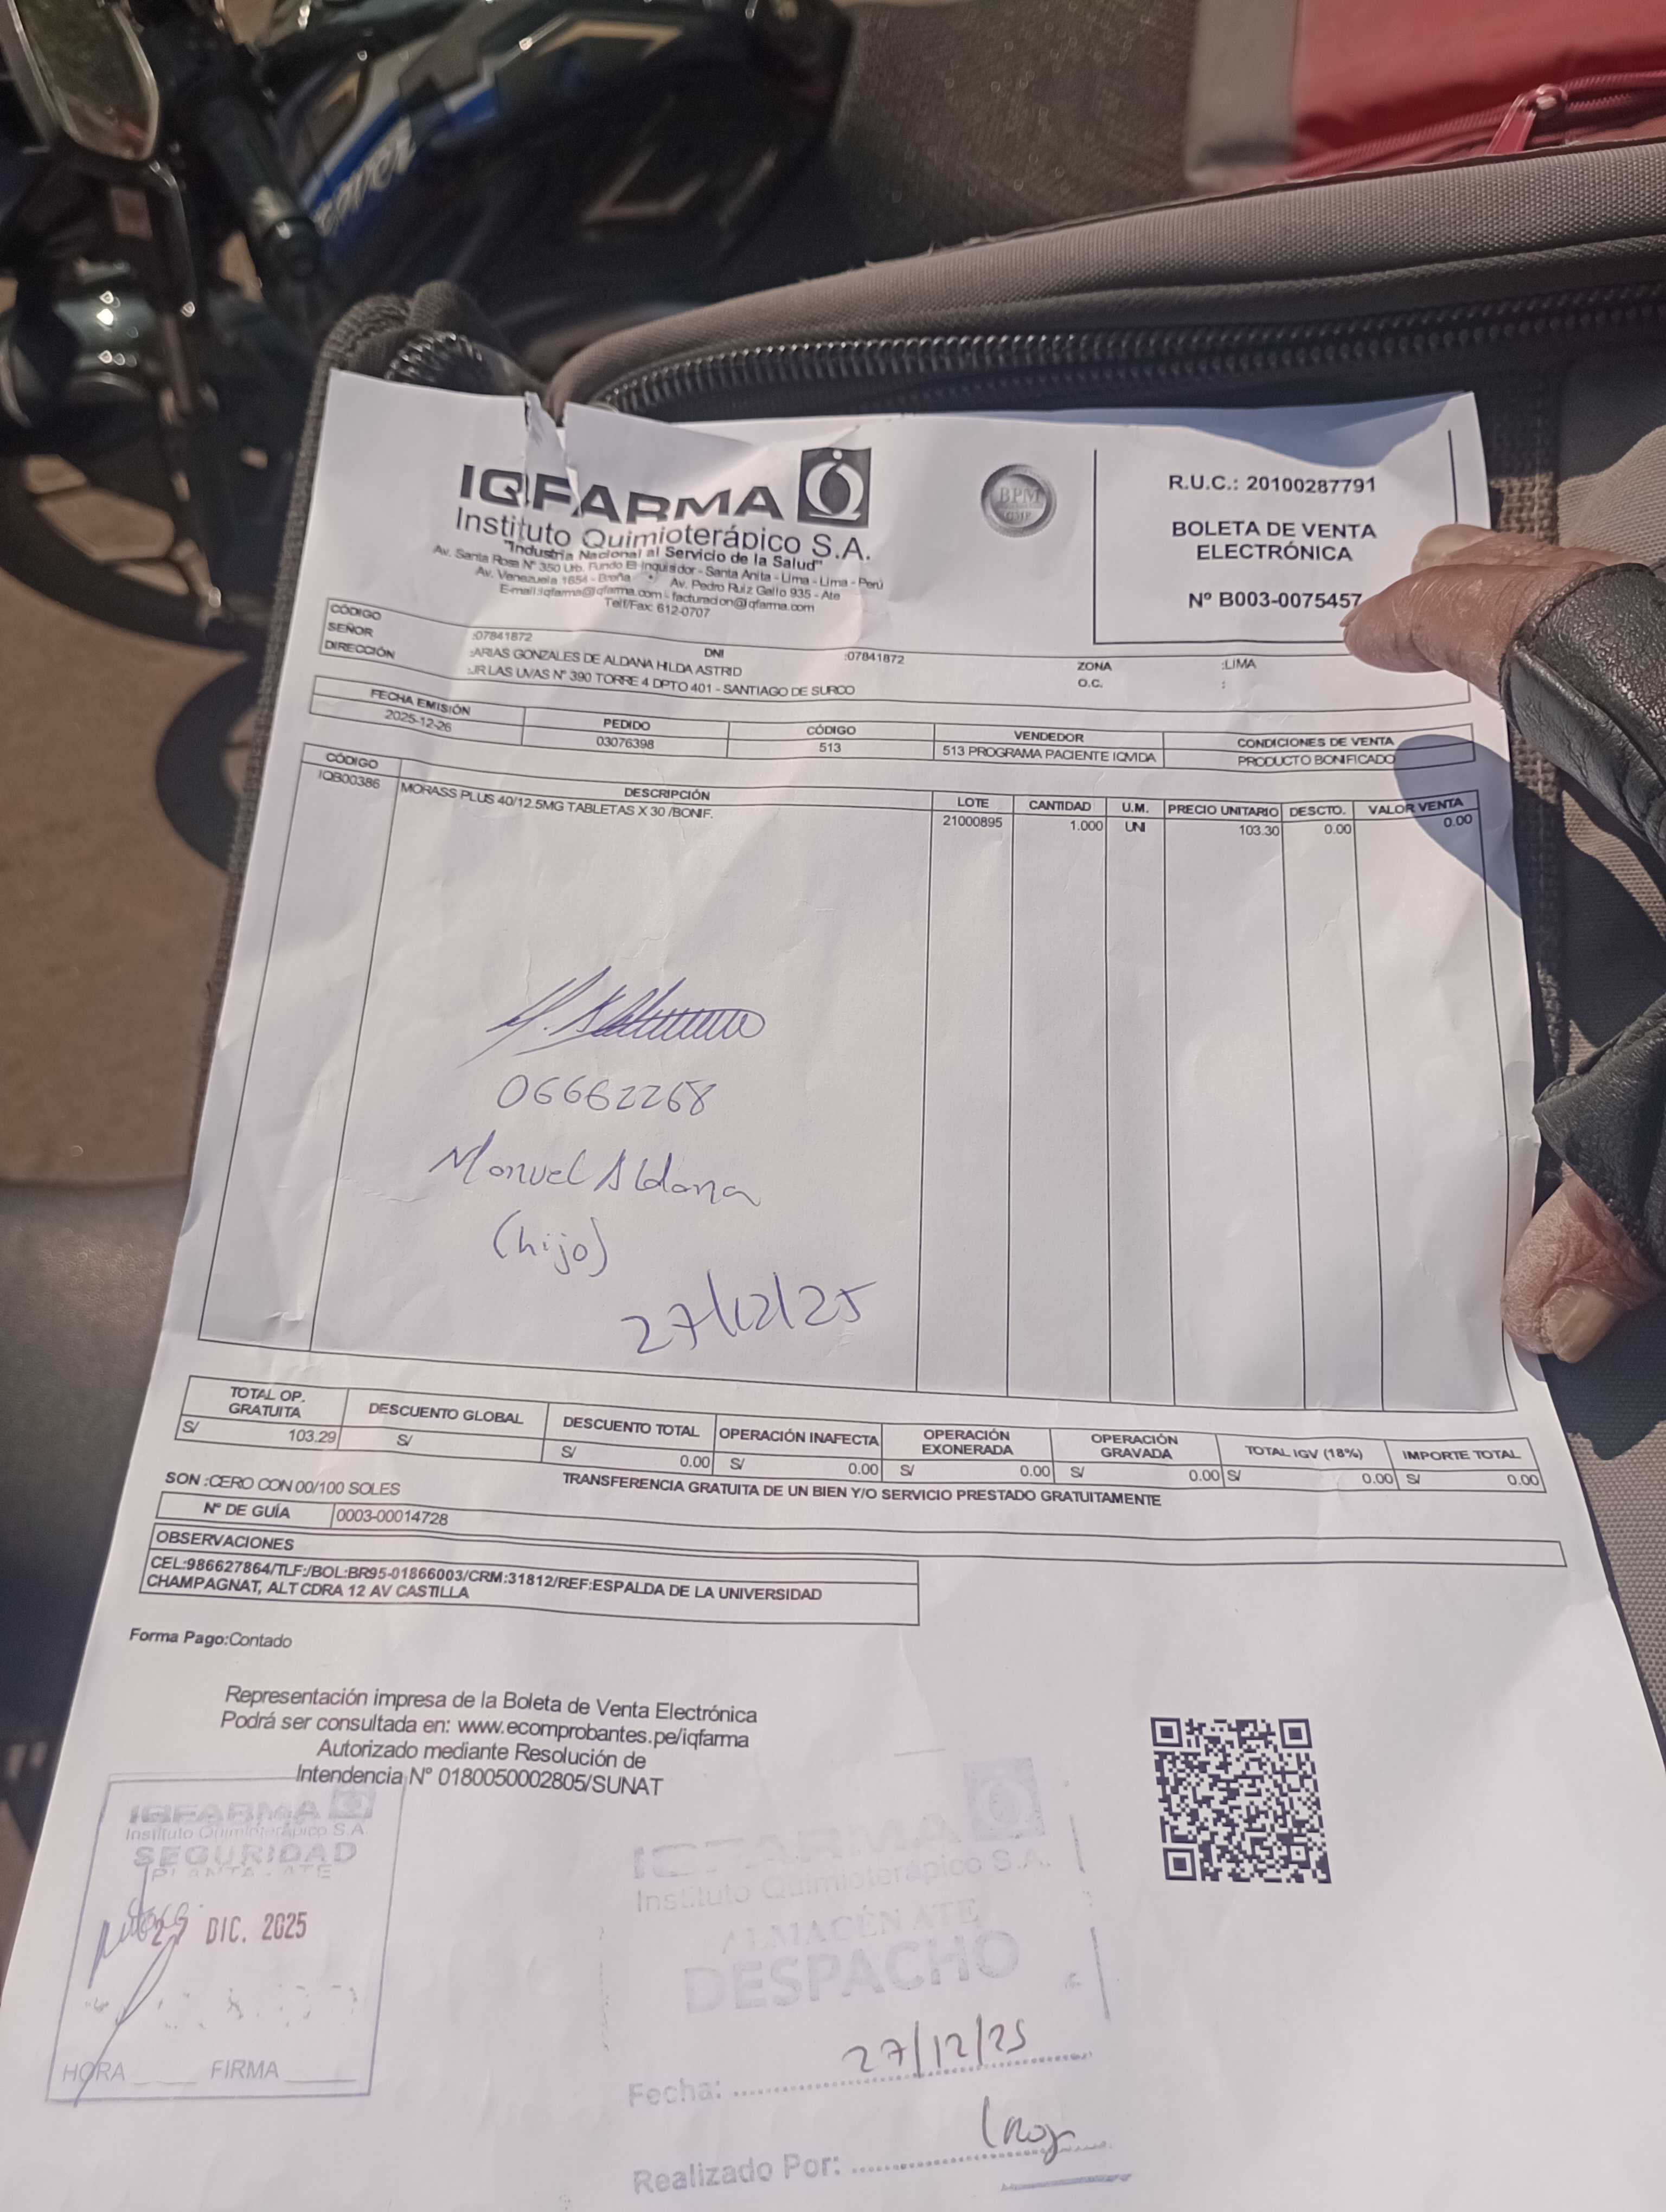 IQFARMA
Instituto Quimioterápico S.A.
"Industria Nacional al Servicio de la Salud"
Av. Santa Rosa N° 350 Urb. Fundo El Inquisidor - Santa Anita - Lima - Lima - Perú
Av. Venezuela 1654 - Breña • Av. Pedro Ruiz Gallo 935 - Ate
E-mail:iqfarma@iqfarma.com - facturacion@iqfarma.com
Telf/Fax: 612-0707
BPM
GMP
R.U.C.: 20100287791
BOLETA DE VENTA
ELECTRÓNICA
N° B003-0075457
CÓDIGO :07841872 DNI :07841872 ZONA :LIMA
SEÑOR :ARIAS GONZALES DE ALDANA HILDA ASTRID O.C. :
DIRECCIÓN :JR LAS UVAS N° 390 TORRE 4 DPTO 401 - SANTIAGO DE SURCO
FECHA EMISIÓN PEDIDO CÓDIGO VENDEDOR CONDICIONES DE VENTA
2025-12-26 03076398 513 513 PROGRAMA PACIENTE IQVIDA PRODUCTO BONIFICADO
CÓDIGO DESCRIPCIÓN LOTE CANTIDAD U.M. PRECIO UNITARIO DESCTO. VALOR VENTA
IQB00386 MORASS PLUS 40/12.5MG TABLETAS X 30 /BONIF. 21000895 1.000 UNI 103.30 0.00 0.00
06662268
Manuel Aldana
(hijo)
27/12/25
TOTAL OP. GRATUITA DESCUENTO GLOBAL DESCUENTO TOTAL OPERACIÓN INAFECTA OPERACIÓN EXONERADA OPERACIÓN GRAVADA TOTAL IGV (18%) IMPORTE TOTAL
S/ 103.29 S/ S/ 0.00 S/ 0.00 S/ 0.00 S/ 0.00 S/ 0.00 S/ 0.00
SON :CERO CON 00/100 SOLES TRANSFERENCIA GRATUITA DE UN BIEN Y/O SERVICIO PRESTADO GRATUITAMENTE
N° DE GUÍA 0003-00014728
OBSERVACIONES
CEL:986627864/TLF:/BOL:BR95-01866003/CRM:31812/REF:ESPALDA DE LA UNIVERSIDAD
CHAMPAGNAT, ALT CDRA 12 AV CASTILLA
Forma Pago:Contado
Representación impresa de la Boleta de Venta Electrónica
Podrá ser consultada en: www.ecomprobantes.pe/iqfarma
Autorizado mediante Resolución de
Intendencia N° 0180050002805/SUNAT
IQFARMA
Instituto Quimioterápico S.A.
SEGURIDAD
PLANTA - ATE
27 DIC. 2025
HORA FIRMA
IQFARMA
Instituto Quimioterápico S.A.
ALMACÉN ATE
DESPACHO
Fecha: 27/12/25
Realizado Por: